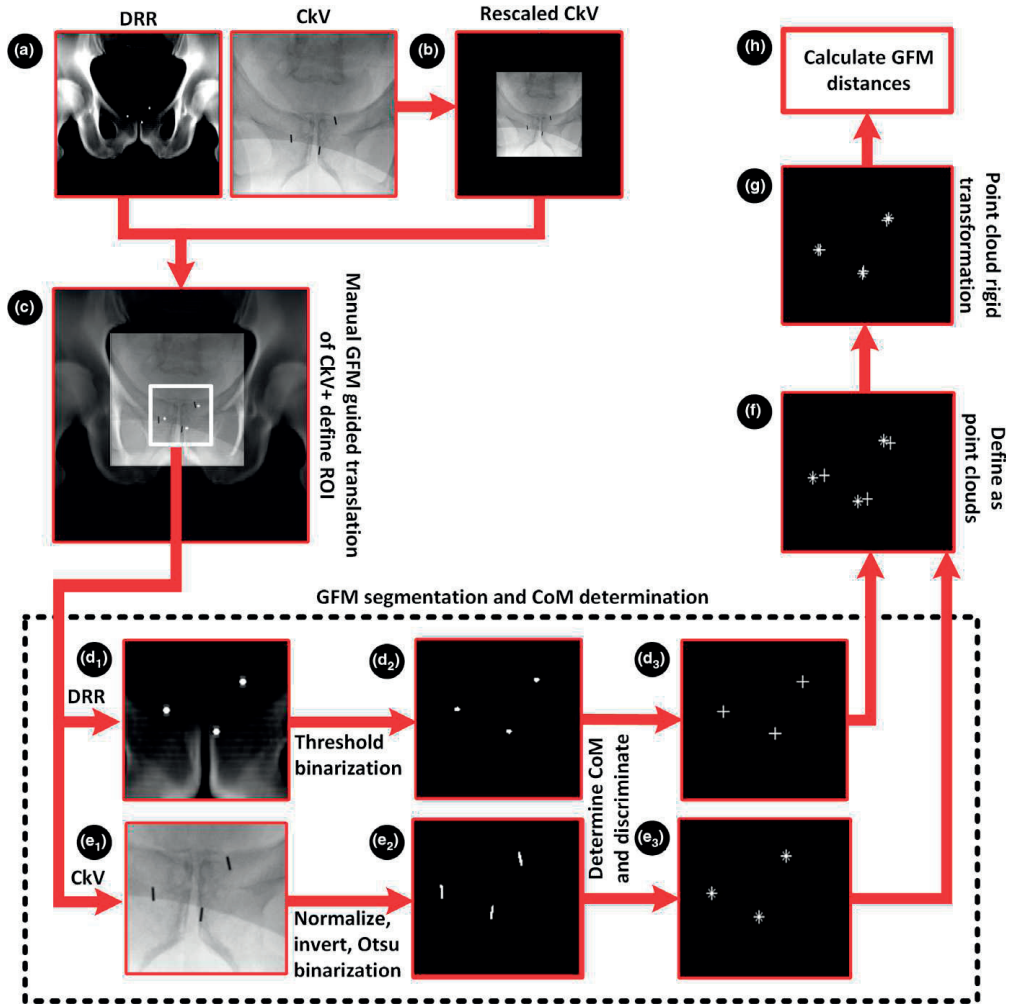 DRR
CkV
Rescaled CkV
(a)
(b)
(h)
Calculate GFM
distances
(g)
Point cloud rigid
transformation
(c)
Manual GFM guided translation
of CkV+ define ROI
(f)
Define as
point clouds
GFM segmentation and CoM determination
(d₁)
(d₂)
(d₃)
DRR
Threshold
binarization
Determine CoM
and discriminate
(e₁)
(e₂)
(e₃)
CkV
Normalize,
invert, Otsu
binarization